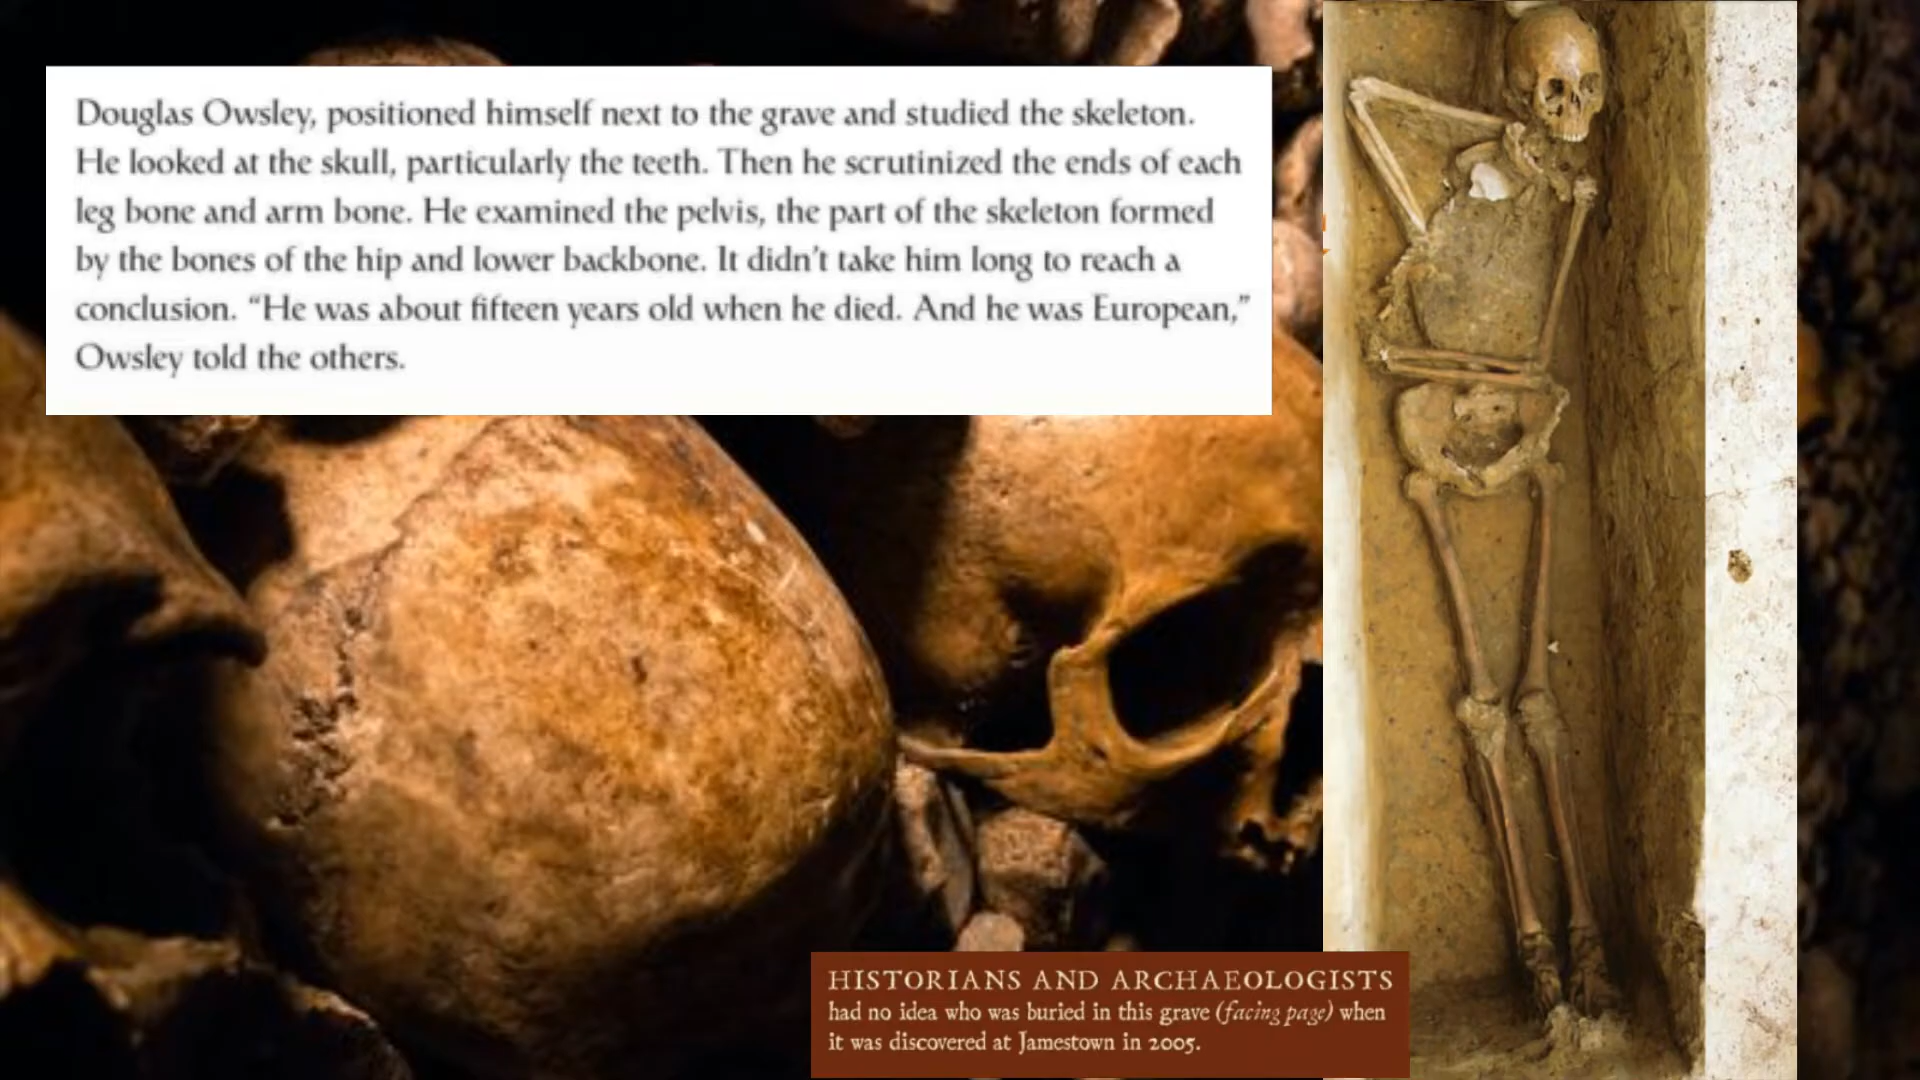 Douglas Owsley, positioned himself next to the grave and studied the skeleton.
He looked at the skull, particularly the teeth. Then he scrutinized the ends of each
leg bone and arm bone. He examined the pelvis, the part of the skeleton formed
by the bones of the hip and lower backbone. It didn’t take him long to reach a
conclusion. “He was about fifteen years old when he died. And he was European,”
Owsley told the others.
HISTORIANS AND ARCHAEOLOGISTS
had no idea who was buried in this grave (facing page) when
it was discovered at Jamestown in 2005.